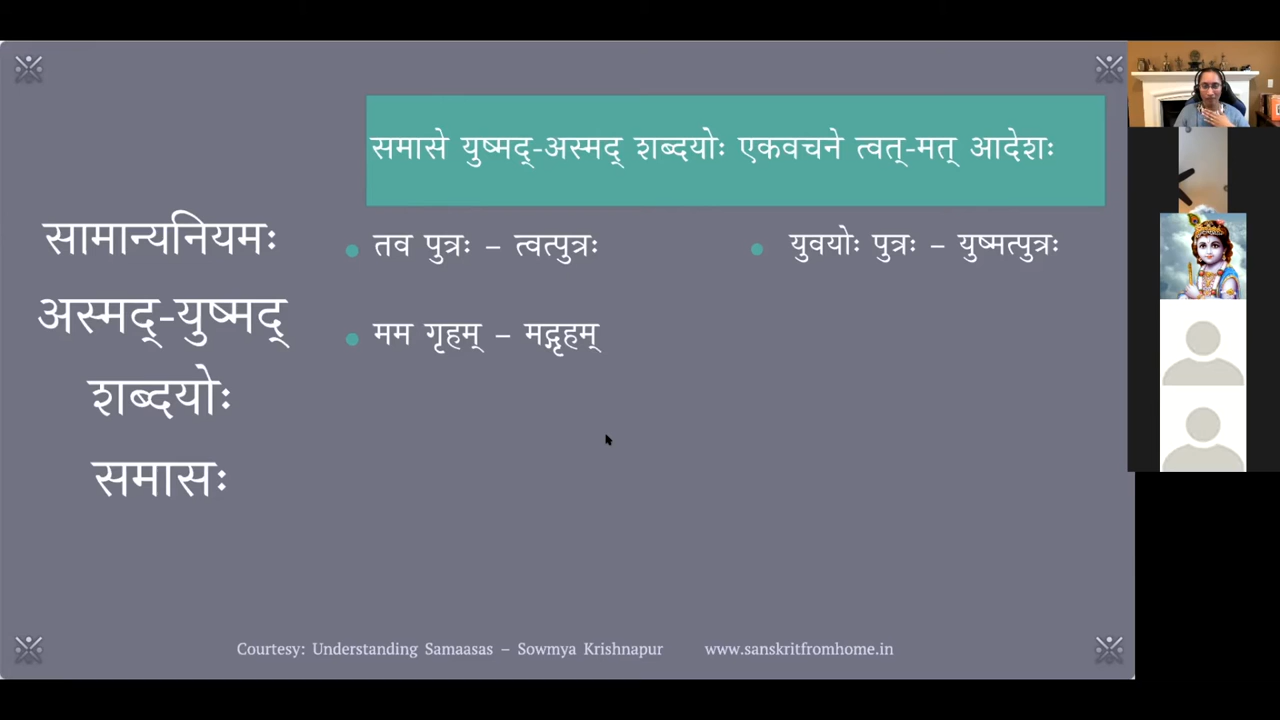 समासे युष्मद्-अस्मद् शब्दयोः एकवचने त्वत्-मत् आदेशः
सामान्यनियमः
अस्मद्-युष्मद्
शब्दयोः
समासः
तव पुत्रः – त्वत्पुत्रः
मम गृहम् – मद्गृहम्
युवयोः पुत्रः – युष्मत्पुत्रः
Courtesy: Understanding Samaasas – Sowmya Krishnapur www.sanskritfromhome.in